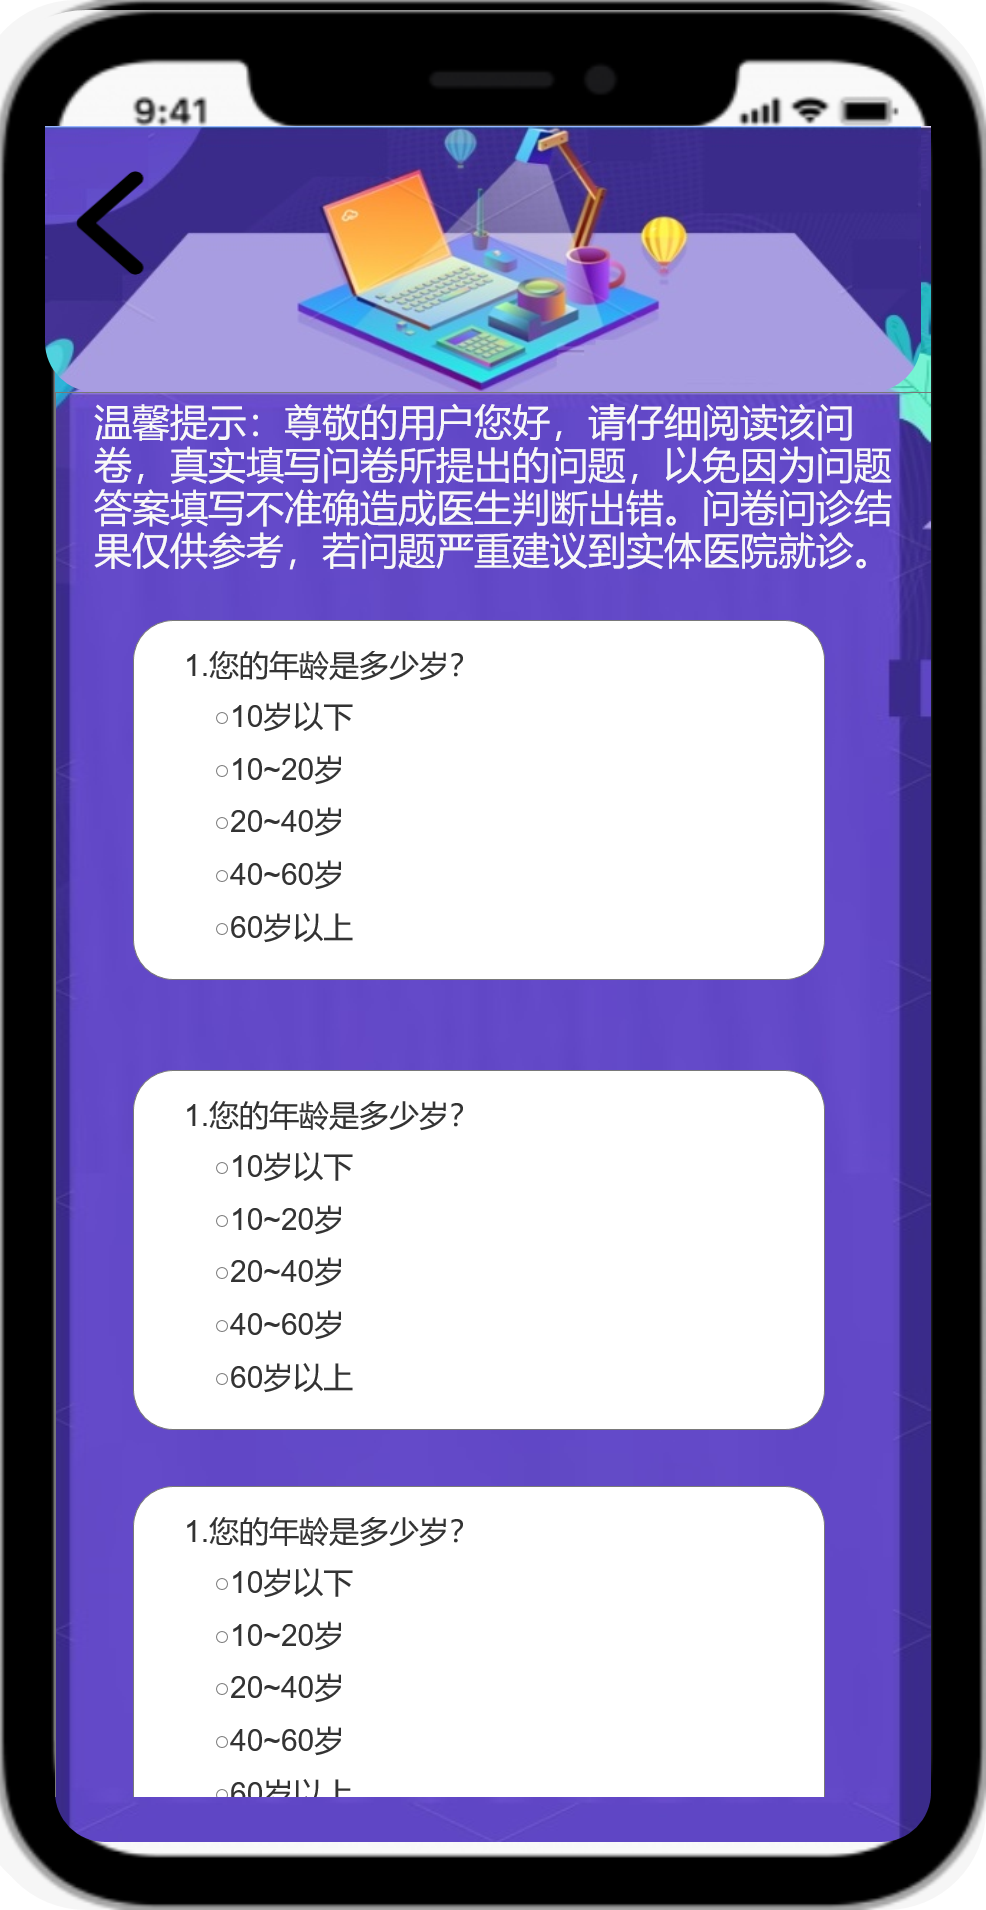 9:41
温馨提示：尊敬的用户您好，请仔细阅读该问
卷，真实填写问卷所提出的问题，以免因为问题
答案填写不准确造成医生判断出错。问卷问诊结
果仅供参考，若问题严重建议到实体医院就诊。
1.您的年龄是多少岁？
10岁以下
10~20岁
20~40岁
40~60岁
60岁以上
1.您的年龄是多少岁？
10岁以下
10~20岁
20~40岁
40~60岁
60岁以上
1.您的年龄是多少岁？
10岁以下
10~20岁
20~40岁
40~60岁
60岁以上